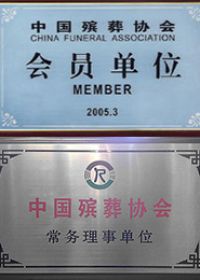 中国殡葬协会
CHINA FUNERAL ASSOCIATION
会员单位
MEMBER
2005.3
中国殡葬协会
常务理事单位